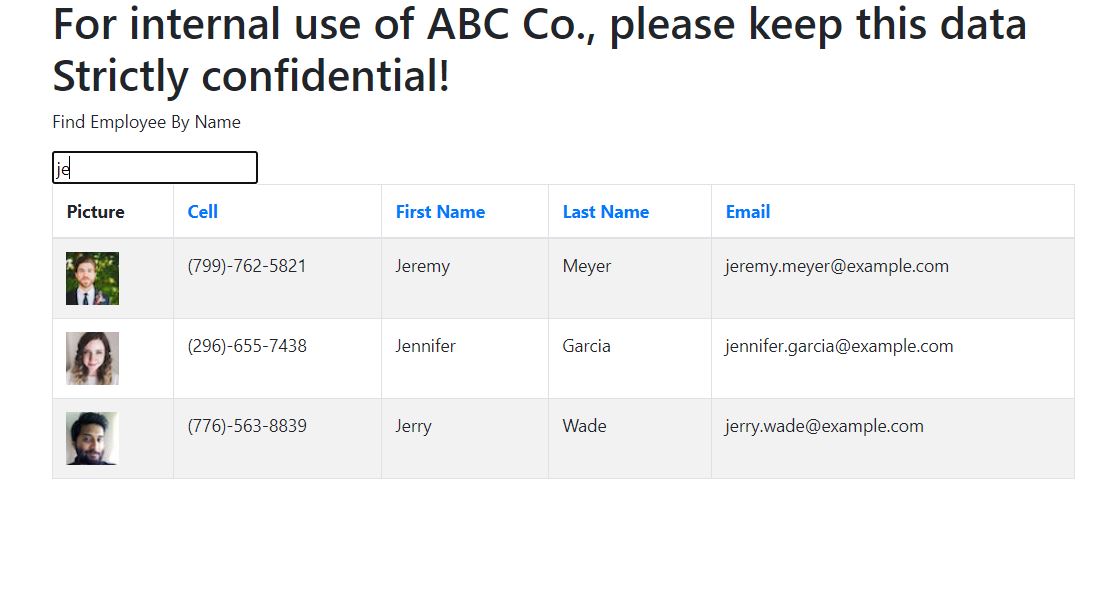 For internal use of ABC Co., please keep this data
Strictly confidential!
Find Employee By Name
je
Picture Cell First Name Last Name Email
(799)-762-5821 Jeremy Meyer jeremy.meyer@example.com
(296)-655-7438 Jennifer Garcia jennifer.garcia@example.com
(776)-563-8839 Jerry Wade jerry.wade@example.com